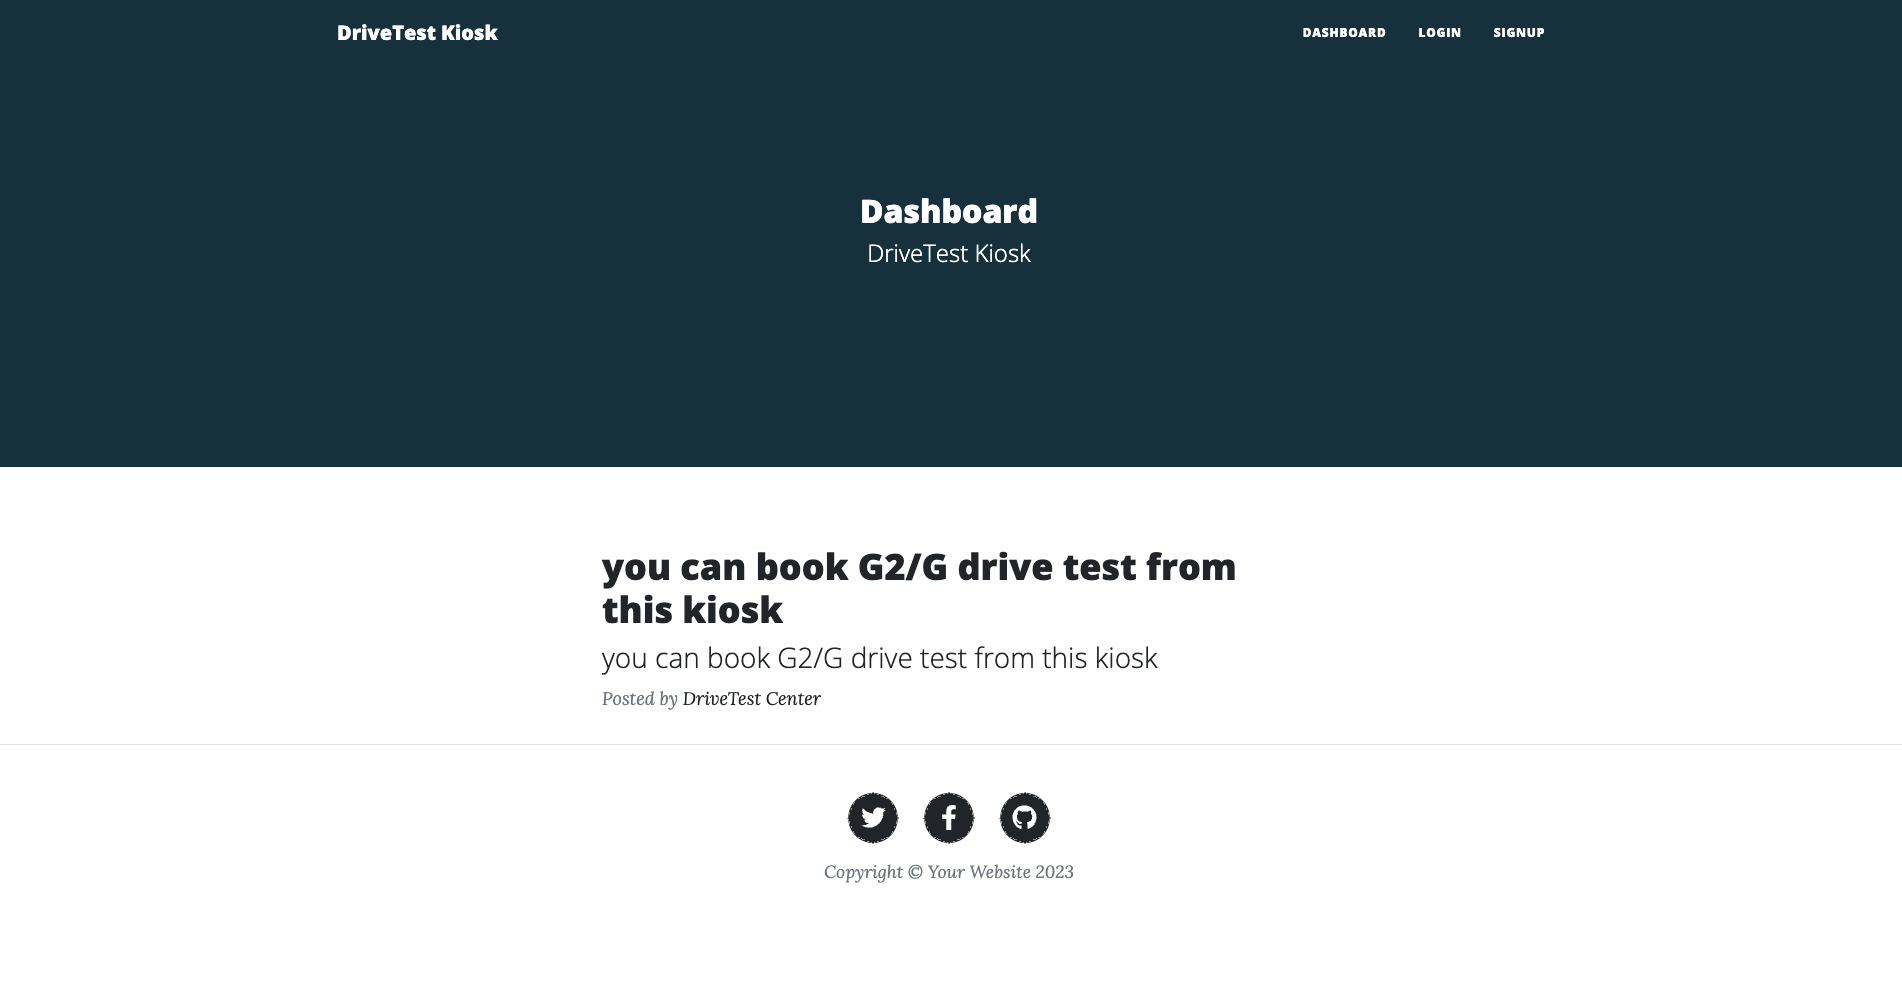 DriveTest Kiosk
DASHBOARD LOGIN SIGNUP
Dashboard
DriveTest Kiosk
you can book G2/G drive test from
this kiosk
you can book G2/G drive test from this kiosk
Posted by DriveTest Center
Copyright © Your Website 2023